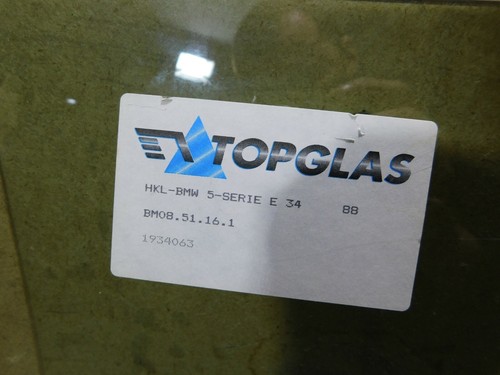 TOPGLAS
HKL-BMW 5-SERIE E 34 88
BM08.51.16.1
1934063